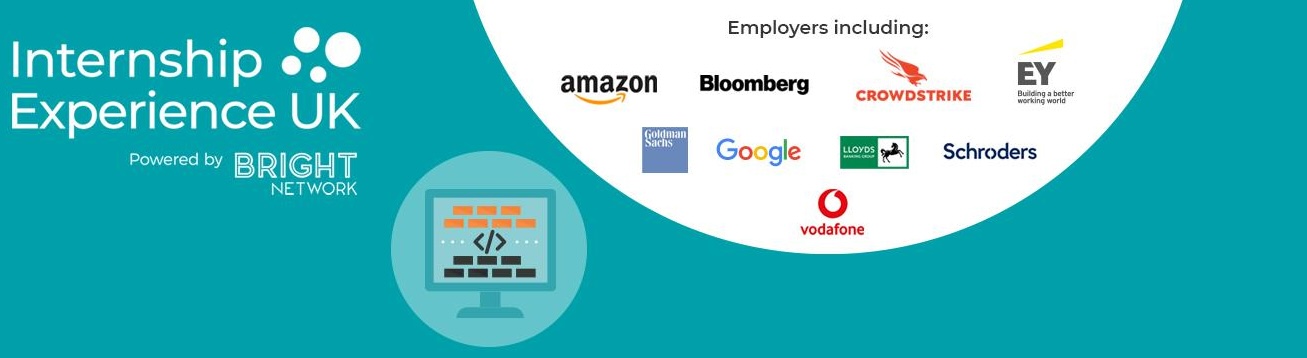 Internship
Experience UK
Powered by BRIGHT
NETWORK
Employers including:
amazon Bloomberg CROWDSTRIKE EY
Building a better
working world
Goldman
Sachs
Google LLOYDS
BANKING GROUP
Schroders
vodafone
</>